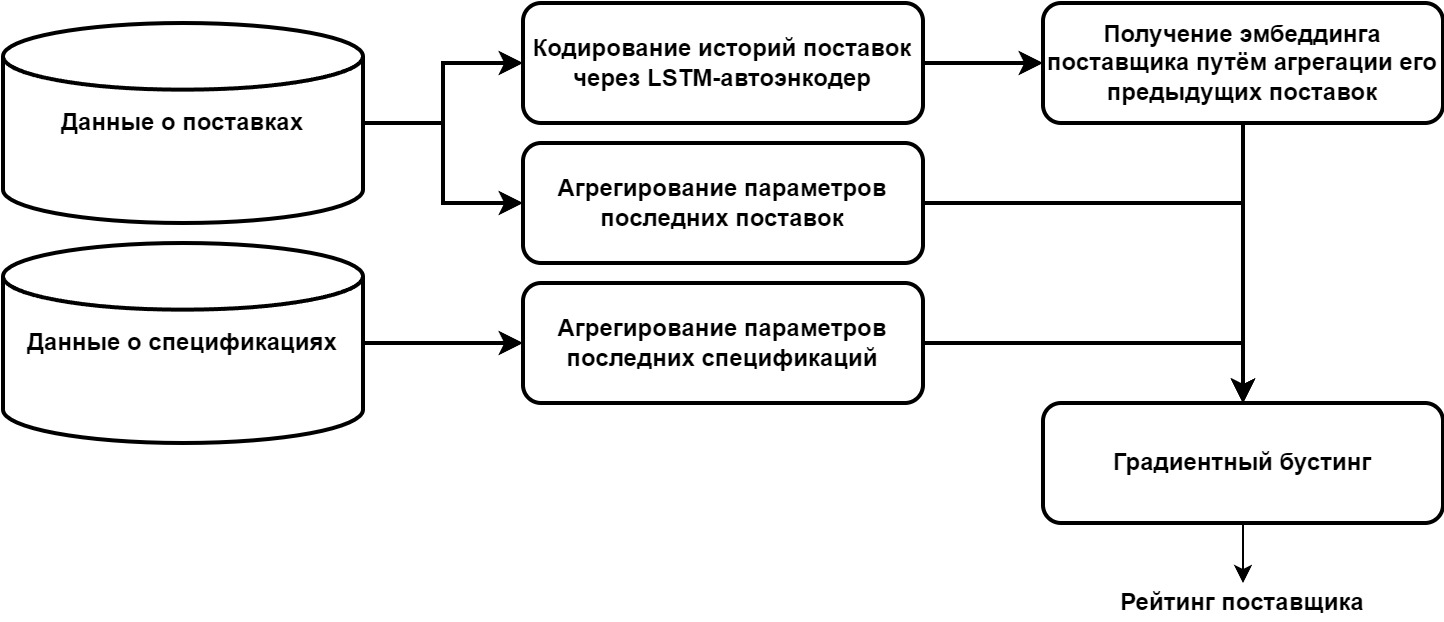 Данные о поставках
Кодирование историй поставок
через LSTM-автоэнкодер
Получение эмбеддинга
поставщика путём агрегации его
предыдущих поставок
Агрегирование параметров
последних поставок
Данные о спецификациях
Агрегирование параметров
последних спецификаций
Градиентный бустинг
Рейтинг поставщика